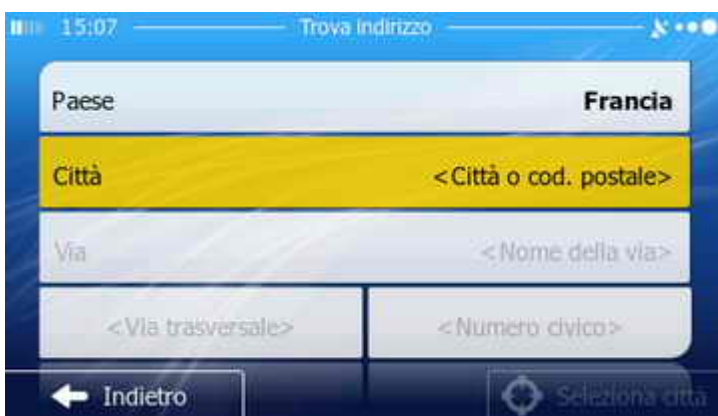 15:07 Trova indirizzo
Paese Francia
Città <Città o cod. postale>
Via <Nome della via>
<Via trasversale> <Numero civico>
Indietro Seleziona città